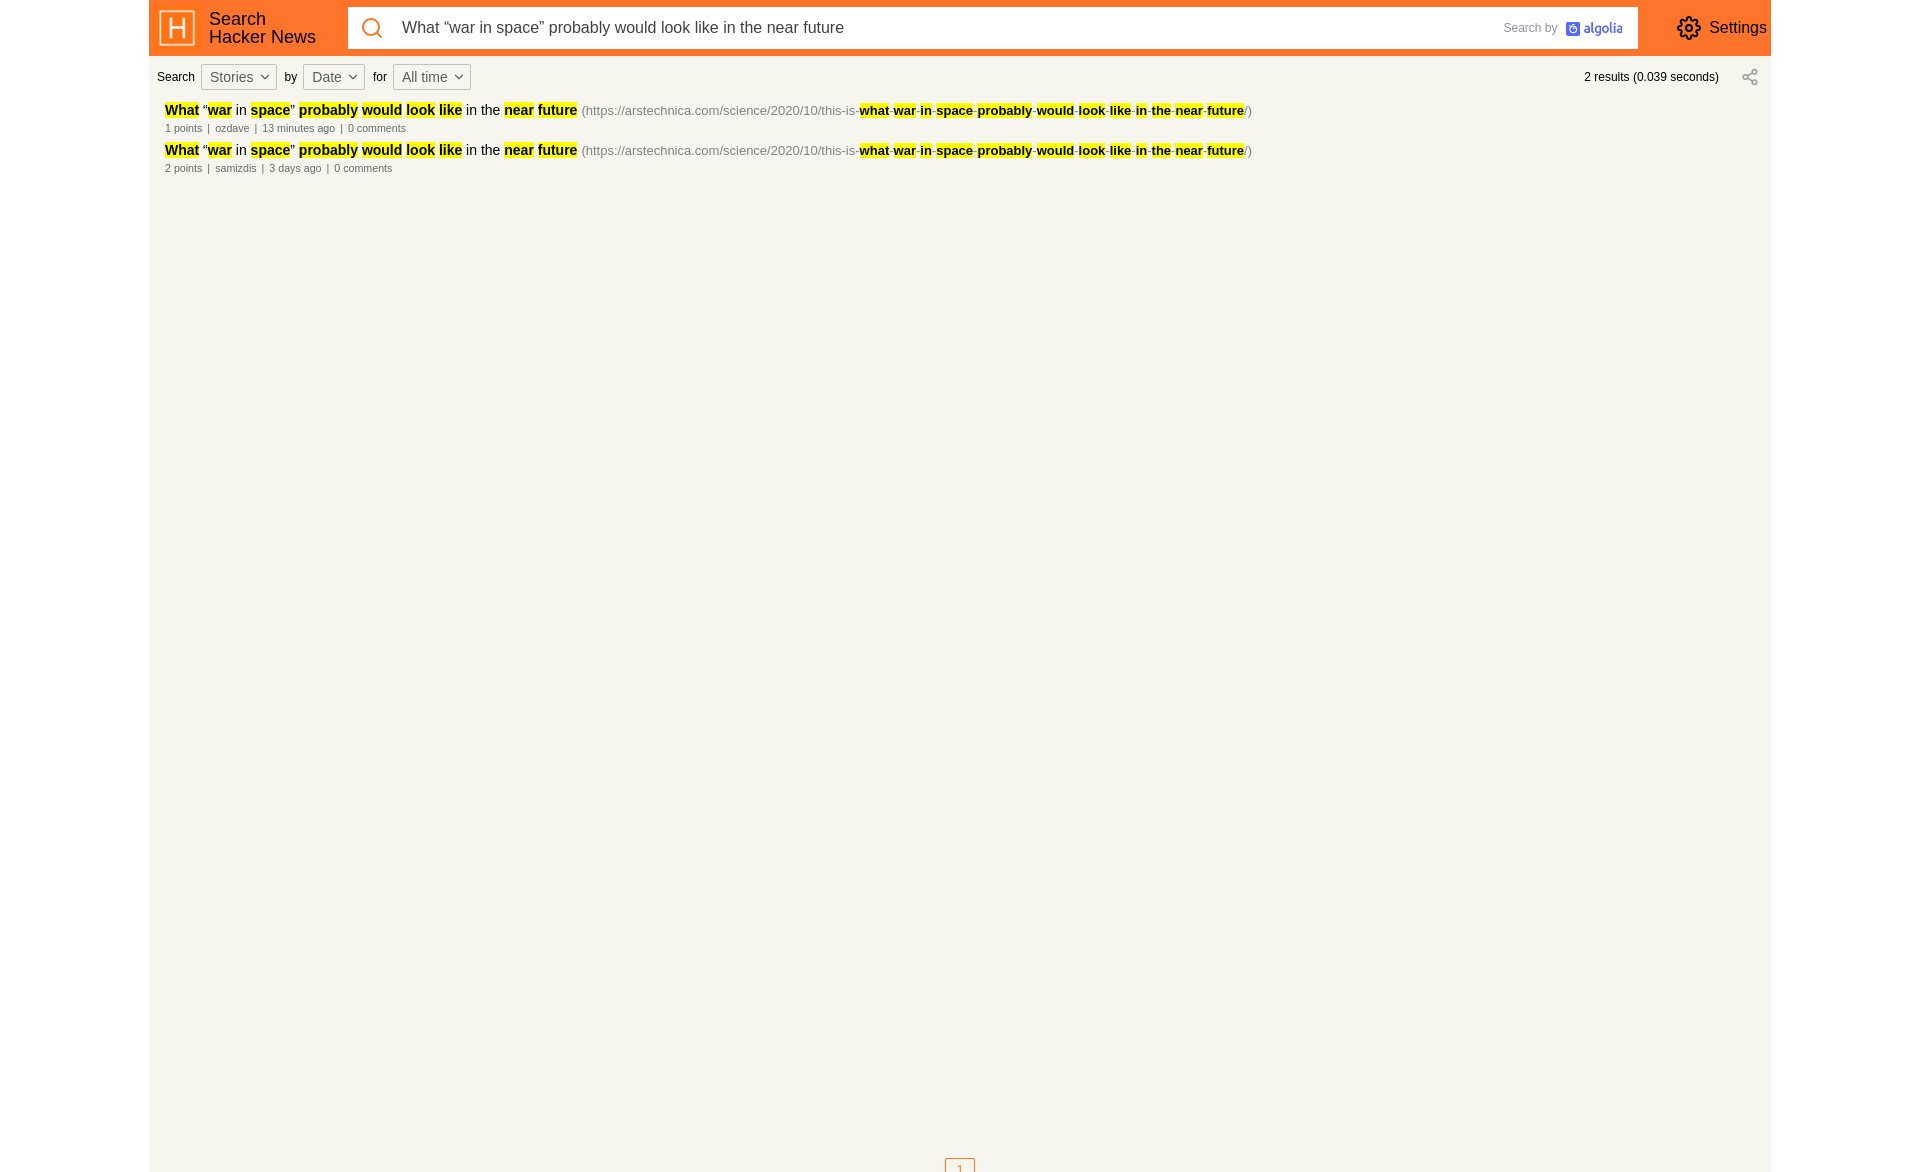 H
Search
Hacker News
What “war in space” probably would look like in the near future
Search by algolia
Settings
Search Stories by Date for All time
2 results (0.039 seconds)
What “war in space” probably would look like in the near future (https://arstechnica.com/science/2020/10/this-is-what-war-in-space-probably-would-look-like-in-the-near-future/)
1 points | ozdave | 13 minutes ago | 0 comments
What “war in space” probably would look like in the near future (https://arstechnica.com/science/2020/10/this-is-what-war-in-space-probably-would-look-like-in-the-near-future/)
2 points | samizdis | 3 days ago | 0 comments
1